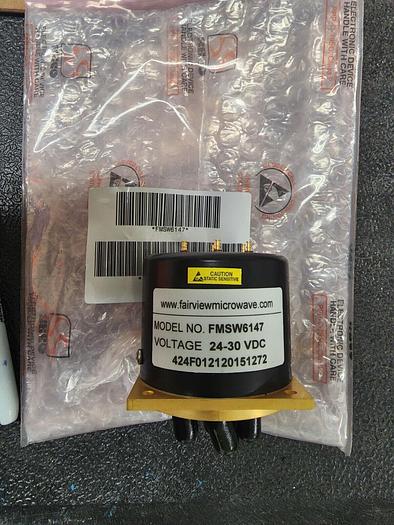 ELECTRONIC DEVICE
HANDLE WITH CARE
*FMSW6147*
CAUTION
STATIC SENSITIVE
www.fairviewmicrowave.com
MODEL NO. FMSW6147
VOLTAGE 24-30 VDC
424F012120151272
ELECTRONIC DEVICE
HANDLE WITH CARE